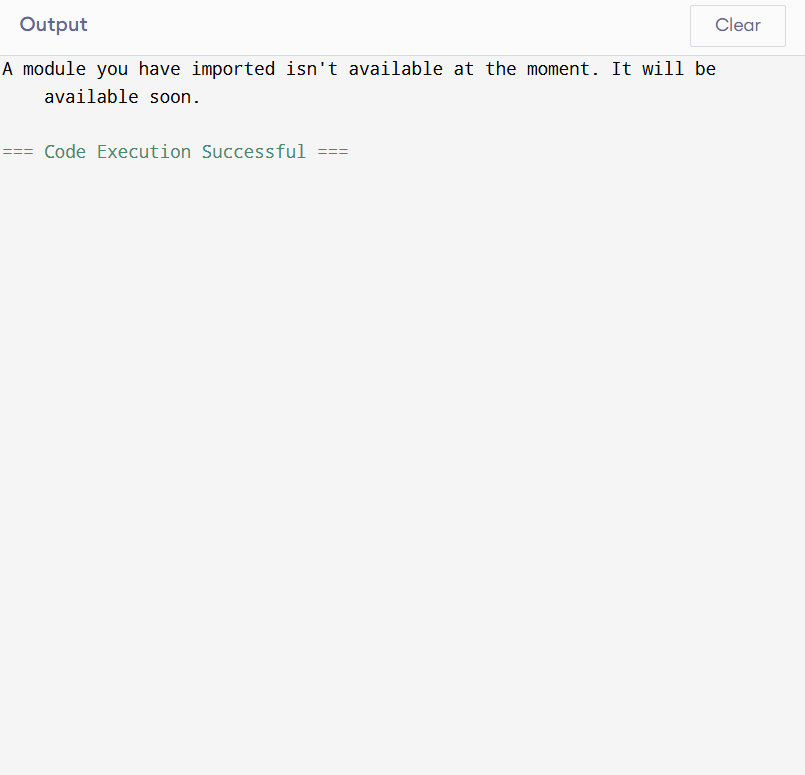 Output
Clear
A module you have imported isn't available at the moment. It will be
available soon.
=== Code Execution Successful ===